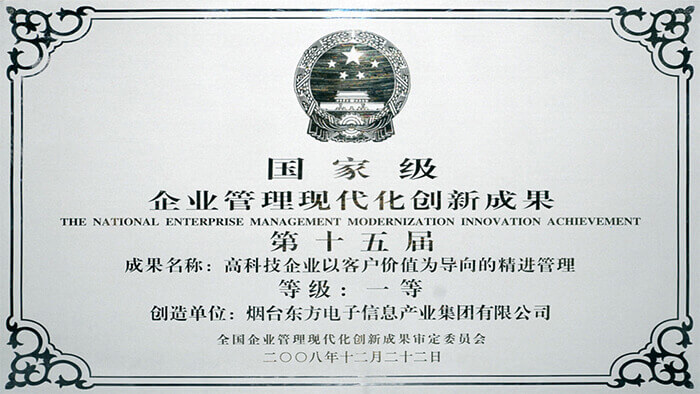 国家级
企业管理现代化创新成果
THE NATIONAL ENTERPRISE MANAGEMENT MODERNIZATION INNOVATION ACHIEVEMENT
第十五届
成果名称：高科技企业以客户价值为导向的精进管理
等级：一等
创造单位：烟台东方电子信息产业集团有限公司
全国企业管理现代化创新成果审定委员会
二〇〇八年十二月二十二日